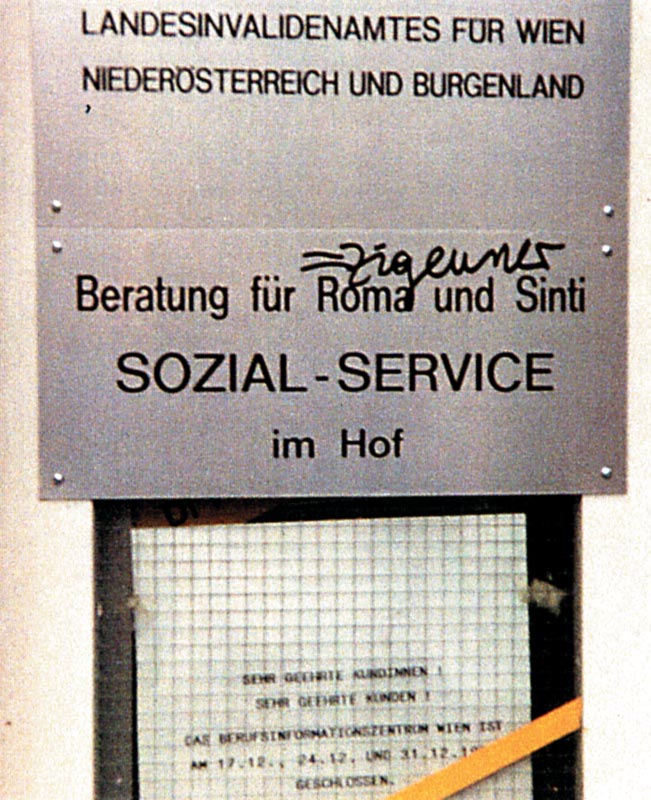 LANDESINVALIDENAMTES FÜR WIEN
NIEDERÖSTERREICH UND BURGENLAND
=Zigeuner
Beratung für Roma und Sinti
SOZIAL-SERVICE
im Hof
SEHR GEEHRTE KUNDINNEN !
SEHR GEEHRTE KUNDEN !
DAS BERUFSINFORMATIONSZENTRUM WIEN IST
AM 17.12., 24.12. UND 31.12.
GESCHLOSSEN.